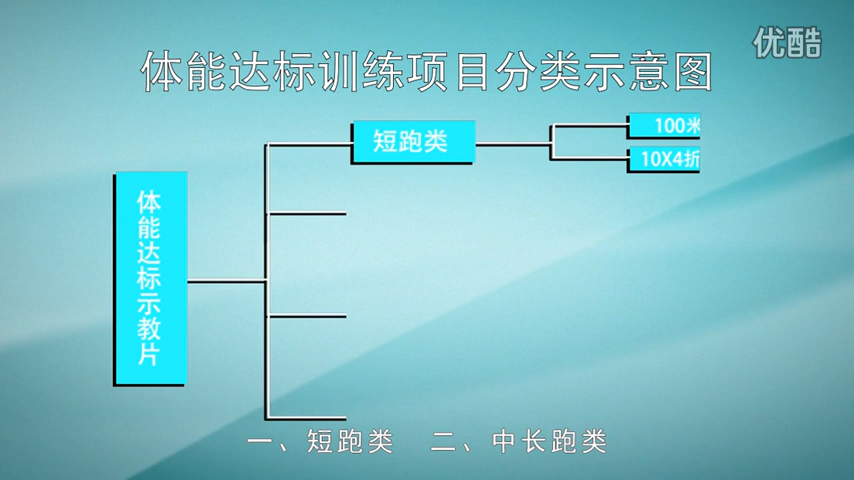 优酷
体能达标训练项目分类示意图
100米
短跑类
10X4折
体能达标示教片
一、短跑类 二、中长跑类